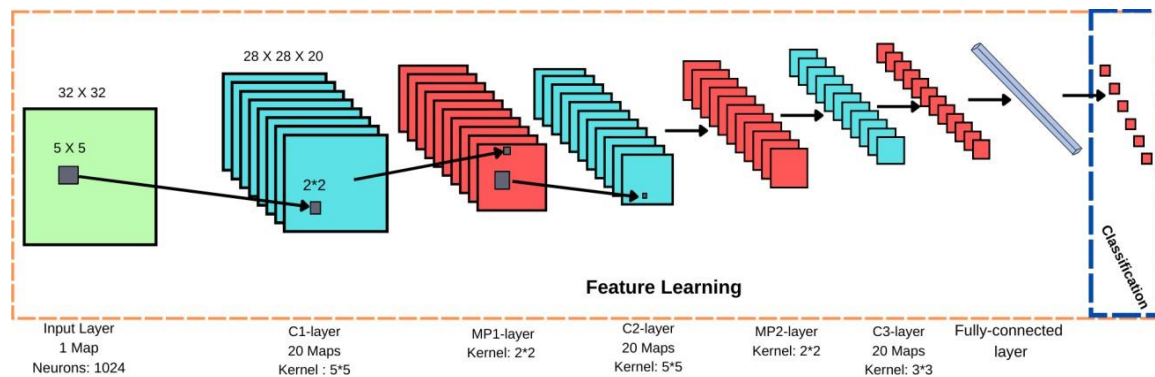 28 X 28 X 20
32 X 32
5 X 5
2*2
Feature Learning
Classification
Input Layer
1 Map
Neurons: 1024
C1-layer
20 Maps
Kernel : 5*5
MP1-layer
Kernel: 2*2
C2-layer
20 Maps
Kernel: 5*5
MP2-layer
Kernel: 2*2
C3-layer
20 Maps
Kernel: 3*3
Fully-connected
layer